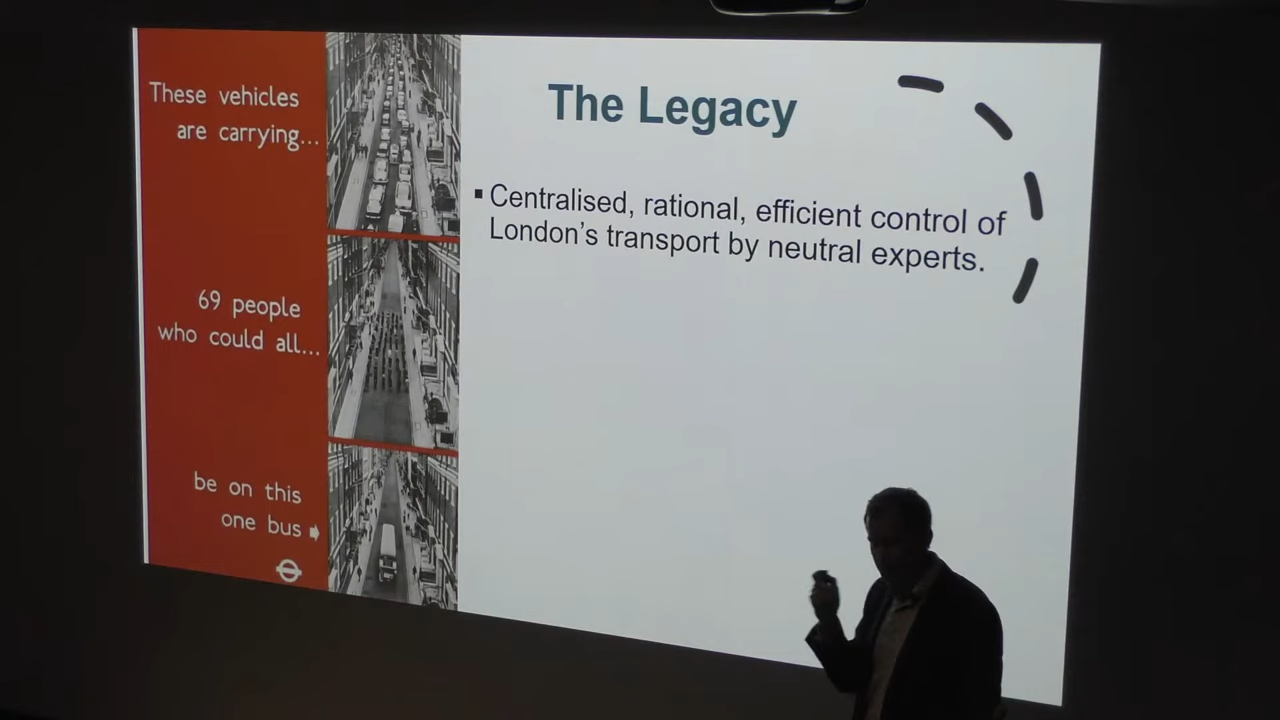 These vehicles
are carrying...
69 people
who could all...
be on this
one bus
The Legacy
▪ Centralised, rational, efficient control of
London's transport by neutral experts.